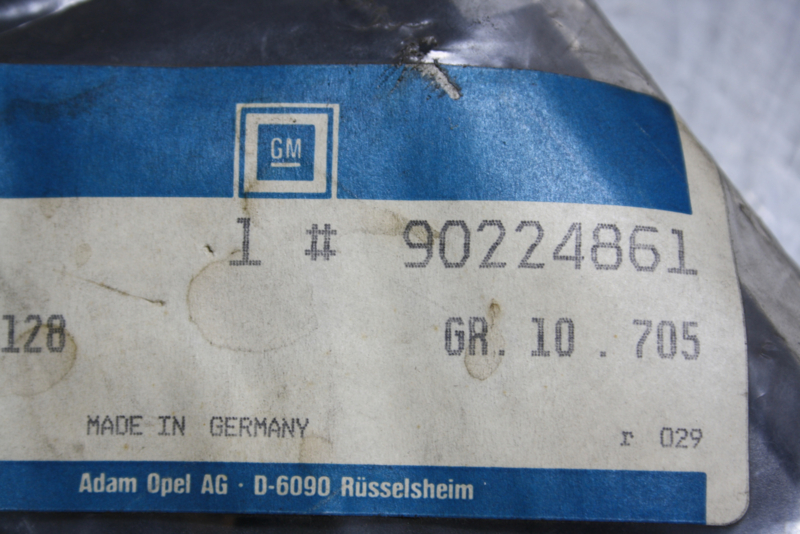 GM
1 # 90224861
128 GR. 10 . 705
MADE IN GERMANY r 029
Adam Opel AG · D-6090 Rüsselsheim